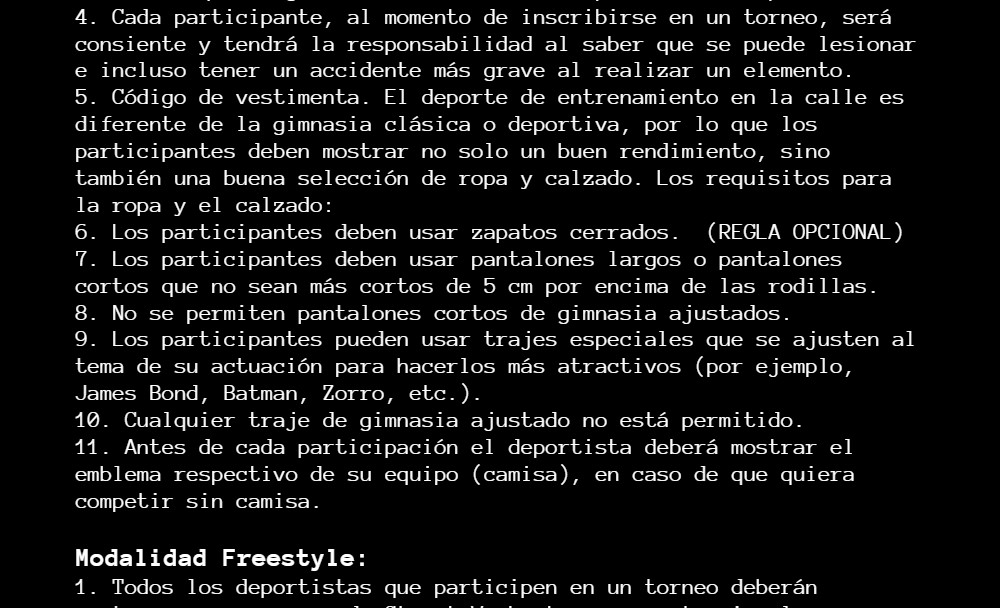 4. Cada participante, al momento de inscribirse en un torneo, será
consiente y tendrá la responsabilidad al saber que se puede lesionar
e incluso tener un accidente más grave al realizar un elemento.
5. Código de vestimenta. El deporte de entrenamiento en la calle es
diferente de la gimnasia clásica o deportiva, por lo que los
participantes deben mostrar no solo un buen rendimiento, sino
también una buena selección de ropa y calzado. Los requisitos para
la ropa y el calzado:
6. Los participantes deben usar zapatos cerrados.  (REGLA OPCIONAL)
7. Los participantes deben usar pantalones largos o pantalones
cortos que no sean más cortos de 5 cm por encima de las rodillas.
8. No se permiten pantalones cortos de gimnasia ajustados.
9. Los participantes pueden usar trajes especiales que se ajusten al
tema de su actuación para hacerlos más atractivos (por ejemplo,
James Bond, Batman, Zorro, etc.).
10. Cualquier traje de gimnasia ajustado no está permitido.
11. Antes de cada participación el deportista deberá mostrar el
emblema respectivo de su equipo (camisa), en caso de que quiera
competir sin camisa.
Modalidad Freestyle:
1. Todos los deportistas que participen en un torneo deberán